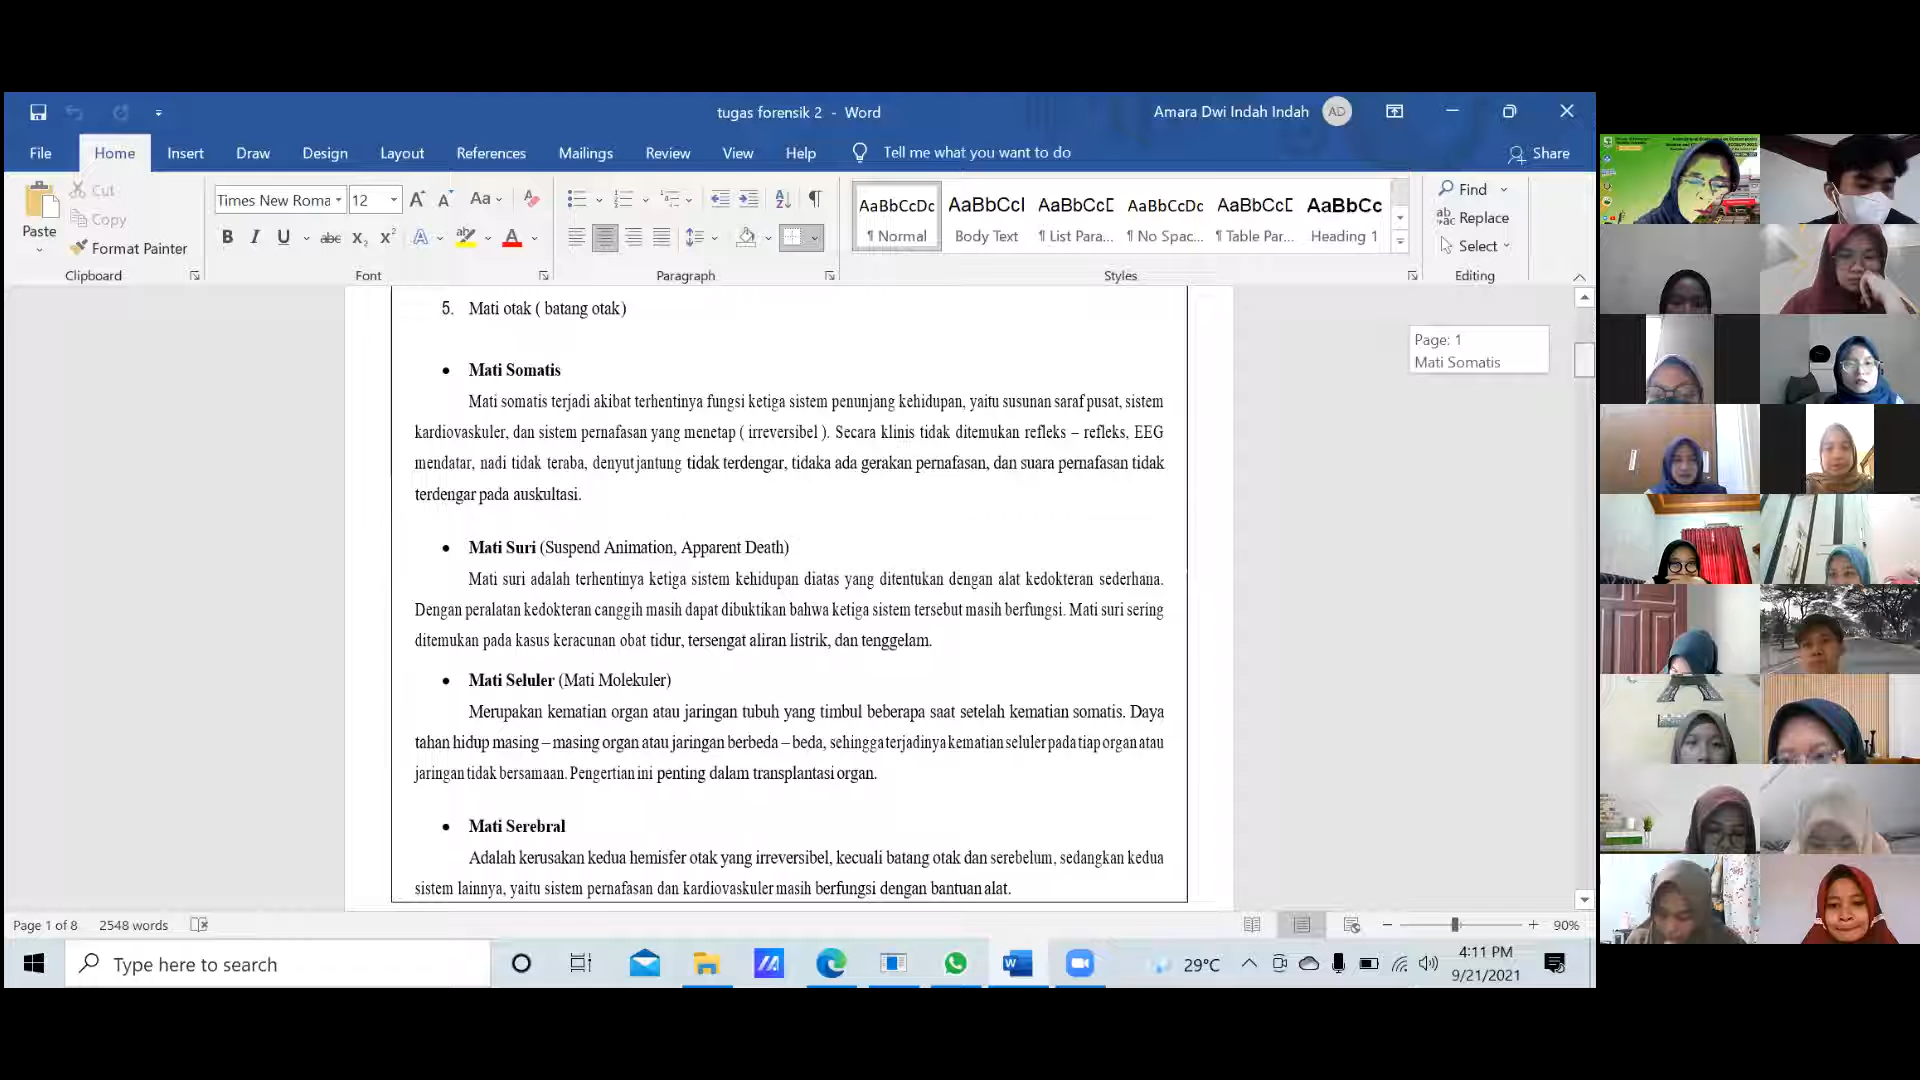 tugas forensik 2 - Word
Amara Dwi Indah Indah
AD
File Home Insert Draw Design Layout References Mailings Review View Help Tell me what you want to do Share
Paste
Cut
Copy
Format Painter
Clipboard
Times New Roma 12
Font
Paragraph
AaBbCcDc AaBbCcI AaBbCcD AaBbCcDc AaBbCcD AaBbCc
¶ Normal Body Text ¶ List Para... ¶ No Spac... ¶ Table Par... Heading 1
Styles
Find
Replace
Select
Editing
5. Mati otak ( batang otak)
Page: 1
Mati Somatis
• Mati Somatis
Mati somatis terjadi akibat terhentinya fungsi ketiga sistem penunjang kehidupan, yaitu susunan saraf pusat, sistem
kardiovaskuler, dan sistem pernafasan yang menetap ( irreversibel ). Secara klinis tidak ditemukan refleks – refleks, EEG
mendatar, nadi tidak teraba, denyut jantung tidak terdengar, tidaka ada gerakan pernafasan, dan suara pernafasan tidak
terdengar pada auskultasi.
• Mati Suri (Suspend Animation, Apparent Death)
Mati suri adalah terhentinya ketiga sistem kehidupan diatas yang ditentukan dengan alat kedokteran sederhana.
Dengan peralatan kedokteran canggih masih dapat dibuktikan bahwa ketiga sistem tersebut masih berfungsi. Mati suri sering
ditemukan pada kasus keracunan obat tidur, tersengat aliran listrik, dan tenggelam.
• Mati Seluler (Mati Molekuler)
Merupakan kematian organ atau jaringan tubuh yang timbul beberapa saat setelah kematian somatis. Daya
tahan hidup masing – masing organ atau jaringan berbeda – beda, sehingga terjadinya kematian seluler pada tiap organ atau
jaringan tidak bersamaan. Pengertian ini penting dalam transplantasi organ.
• Mati Serebral
Adalah kerusakan kedua hemisfer otak yang irreversibel, kecuali batang otak dan serebelum, sedangkan kedua
sistem lainnya, yaitu sistem pernafasan dan kardiovaskuler masih berfungsi dengan bantuan alat.
Page 1 of 8 2548 words
90%
Type here to search
29°C
4:11 PM
9/21/2021